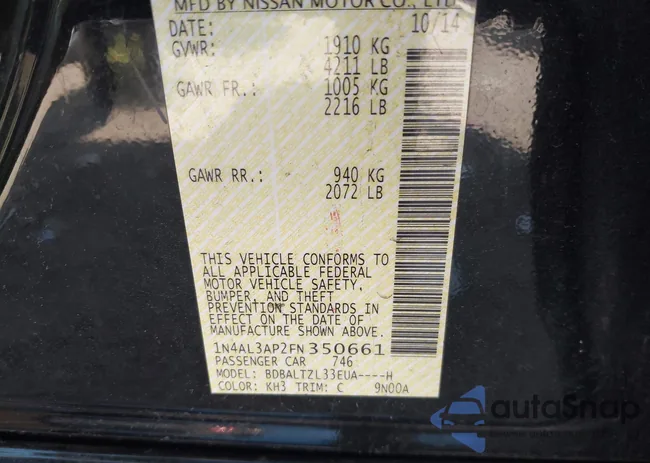 MFD BY NISSAN MOTOR CO., LTD
DATE: 10/14
GVWR: 1910 KG
4211 LB
GAWR FR.: 1005 KG
2216 LB
GAWR RR.: 940 KG
2072 LB
THIS VEHICLE CONFORMS TO
ALL APPLICABLE FEDERAL
MOTOR VEHICLE SAFETY,
BUMPER, AND THEFT
PREVENTION STANDARDS IN
EFFECT ON THE DATE OF
MANUFACTURE SHOWN ABOVE.
1N4AL3AP2FN350661
PASSENGER CAR 746
MODEL: BDBALTZL33EUA----H
COLOR: KH3 TRIM: C 9N00A
autoSnap